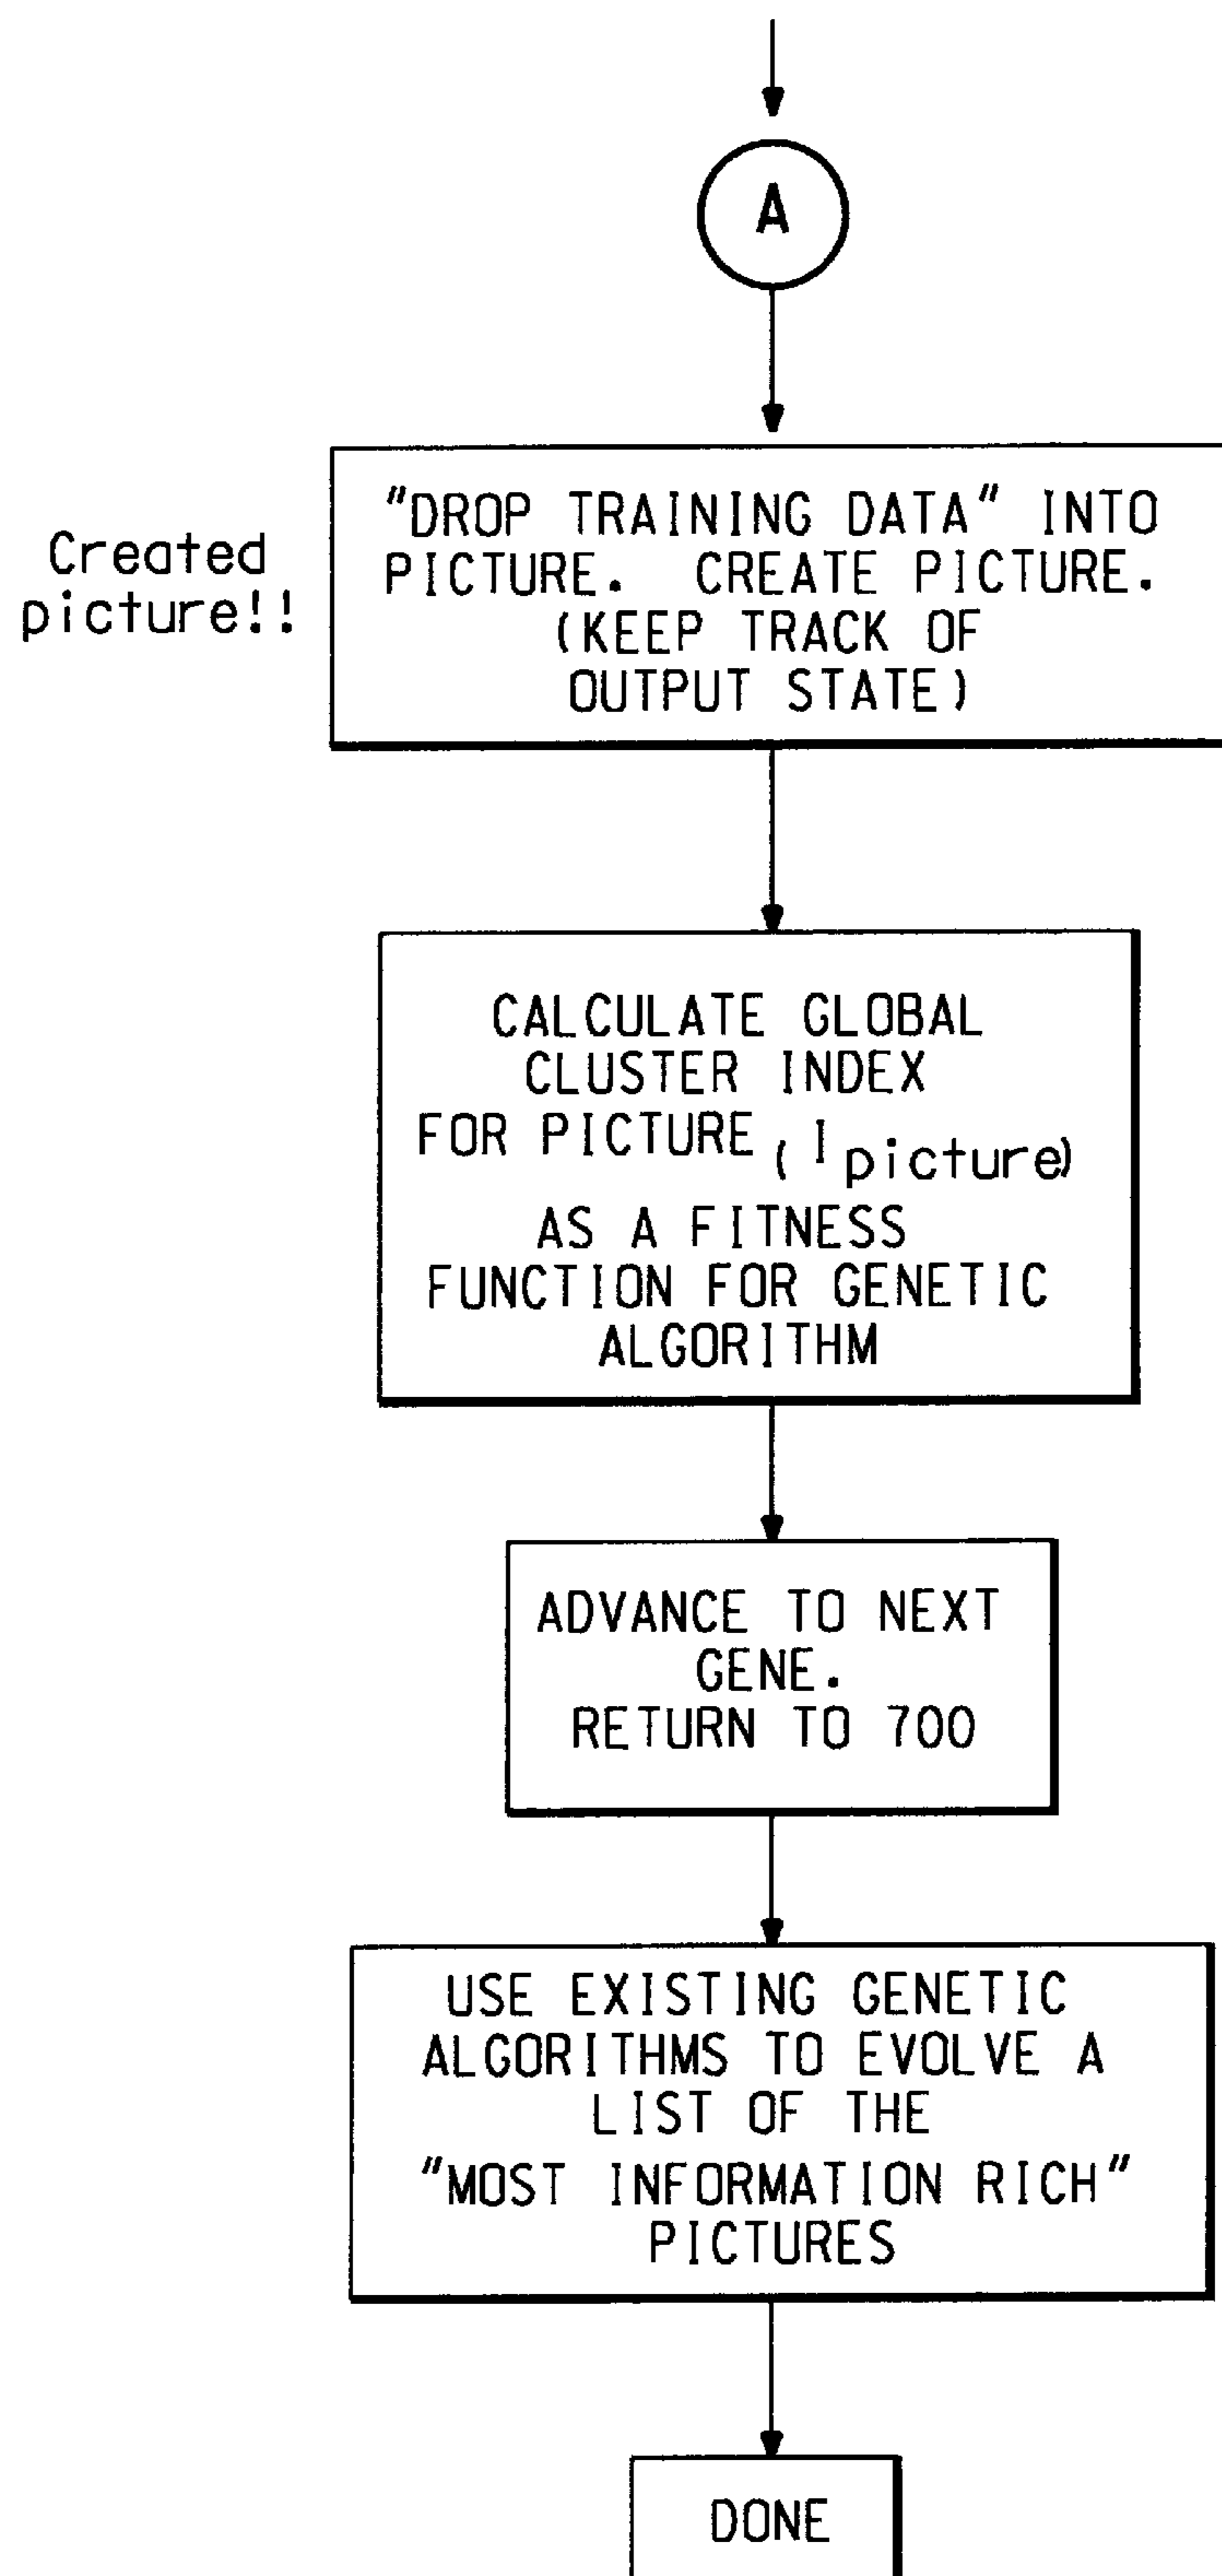 A
Created
picture!!
"DROP TRAINING DATA" INTO
PICTURE. CREATE PICTURE.
(KEEP TRACK OF
OUTPUT STATE)
CALCULATE GLOBAL
CLUSTER INDEX
FOR PICTURE (I picture)
AS A FITNESS
FUNCTION FOR GENETIC
ALGORITHM
ADVANCE TO NEXT
GENE.
RETURN TO 700
USE EXISTING GENETIC
ALGORITHMS TO EVOLVE A
LIST OF THE
"MOST INFORMATION RICH"
PICTURES
DONE